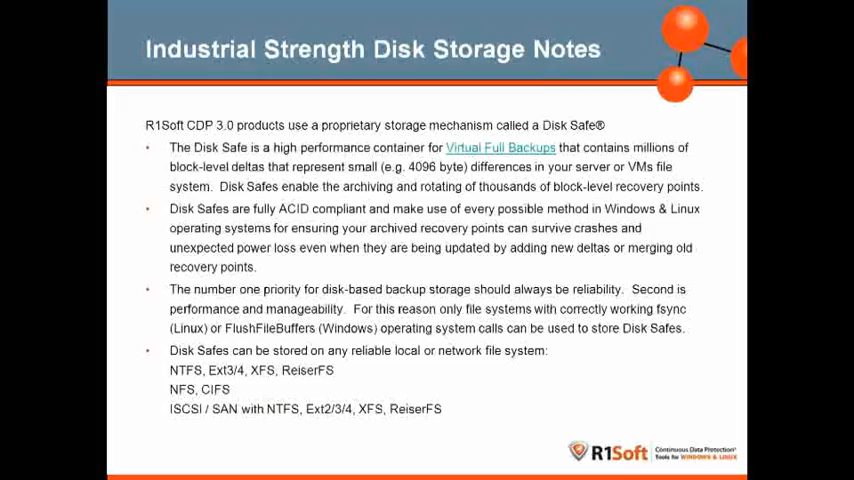 Industrial Strength Disk Storage Notes
R1Soft CDP 3.0 products use a proprietary storage mechanism called a Disk Safe®
• The Disk Safe is a high performance container for Virtual Full Backups that contains millions of
block-level deltas that represent small (e.g. 4096 byte) differences in your server or VMs file
system. Disk Safes enable the archiving and rotating of thousands of block-level recovery points.
• Disk Safes are fully ACID compliant and make use of every possible method in Windows & Linux
operating systems for ensuring your archived recovery points can survive crashes and
unexpected power loss even when they are being updated by adding new deltas or merging old
recovery points.
• The number one priority for disk-based backup storage should always be reliability. Second is
performance and manageability. For this reason only file systems with correctly working fsync
(Linux) or FlushFileBuffers (Windows) operating system calls can be used to store Disk Safes.
• Disk Safes can be stored on any reliable local or network file system:
NTFS, Ext3/4, XFS, ReiserFS
NFS, CIFS
ISCSI / SAN with NTFS, Ext2/3/4, XFS, ReiserFS
R1Soft
Continuous Data Protection®
Tools for WINDOWS & LINUX